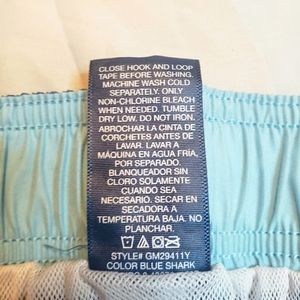 CLOSE HOOK AND LOOP
TAPE BEFORE WASHING.
MACHINE WASH COLD
SEPARATELY. ONLY
NON-CHLORINE BLEACH
WHEN NEEDED. TUMBLE
DRY LOW. DO NOT IRON.
ABROCHAR LA CINTA DE
CORCHETES ANTES DE
LAVAR. LAVAR A
MÁQUINA EN AGUA FRÍA,
POR SEPARADO.
BLANQUEADOR SIN
CLORO SOLAMENTE
CUANDO SEA
NECESARIO. SECAR EN
SECADORA A
TEMPERATURA BAJA. NO
PLANCHAR.
STYLE# GM29411Y
COLOR BLUE SHARK